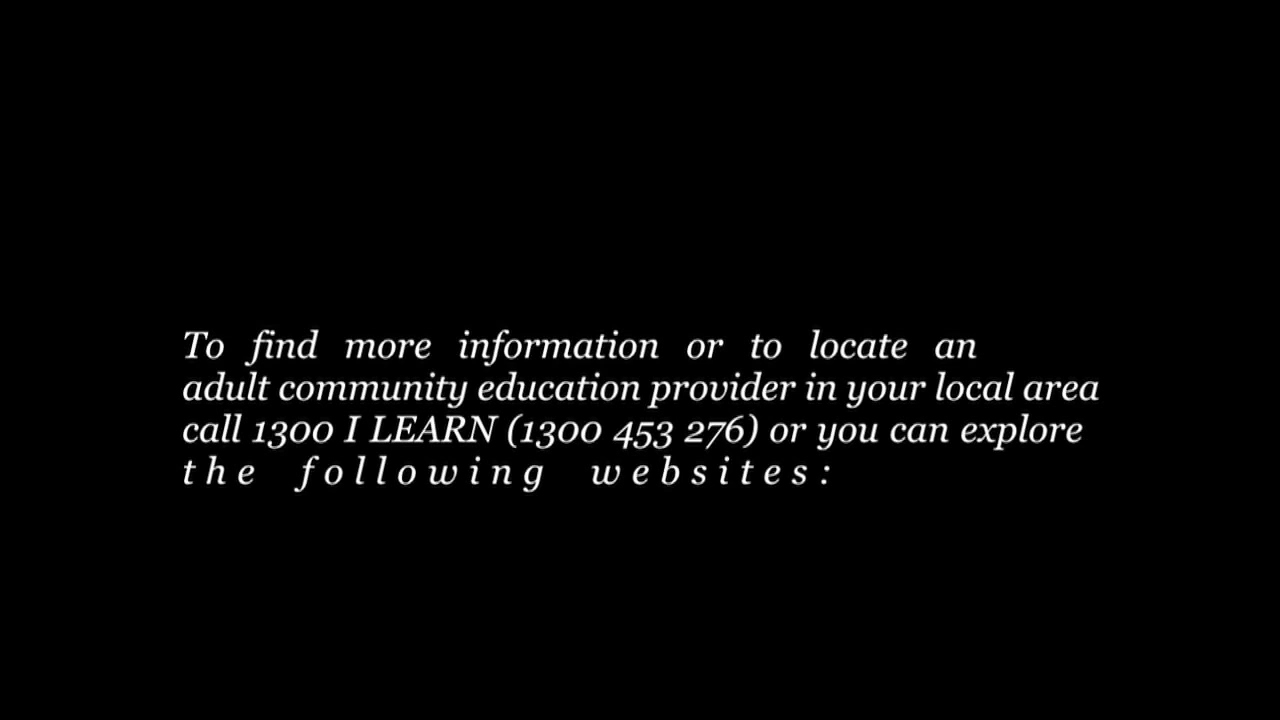 To find more information or to locate an
adult community education provider in your local area
call 1300 I LEARN (1300 453 276) or you can explore
the following websites: